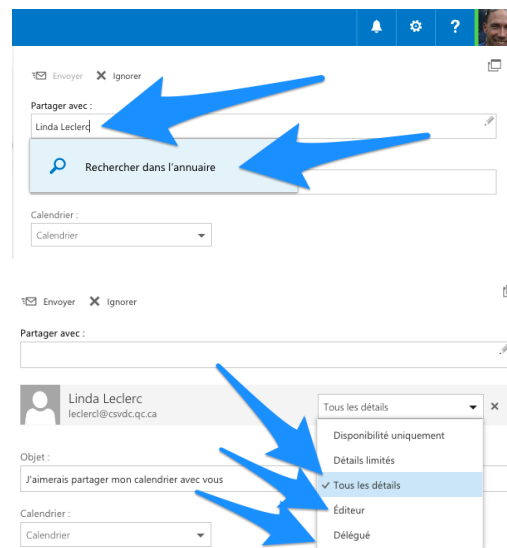 ?
Envoyer Ignorer
Partager avec :
Linda Leclerc
Rechercher dans l'annuaire
Calendrier :
Calendrier
Envoyer Ignorer
Partager avec :
Linda Leclerc
leclercl@csvdc.qc.ca
Tous les détails
Disponibilité uniquement
Détails limités
Tous les détails
Éditeur
Délégué
Objet :
J'aimerais partager mon calendrier avec vous
Calendrier :
Calendrier